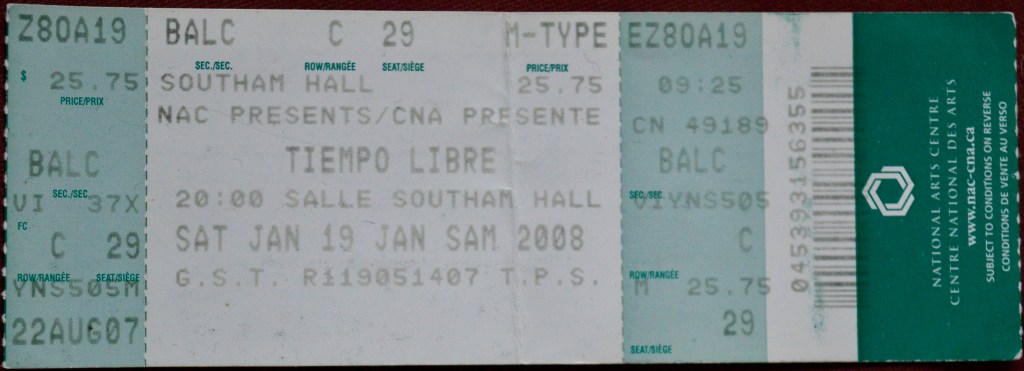 Z80A19
$ 25.75
PRICE/PRIX
BALC
SEC./SEC.
VI 37X
FC
C 29
ROW/RANGÉE SEAT/SIÈGE
YNS505M
22AUG07
BALC C 29 M-TYPE
SEC./SEC. ROW/RANGÉE SEAT/SIÈGE PRICE/PRIX
SOUTHAM HALL 25.75
NAC PRESENTS/CNA PRESENTE
TIEMPO LIBRE
20:00 SALLE SOUTHAM HALL
SAT JAN 19 JAN SAM 2008
G.S.T. R119051407 T.P.S.
EZ80A19
09:25
CN 49189
BALC
SEC./SEC.
VIYNS505
C
ROW/RANGÉE
M 25.75
29
SEAT/SIÈGE
045393156355
NATIONAL ARTS CENTRE
CENTRE NATIONAL DES ARTS
www.nac-cna.ca
SUBJECT TO CONDITIONS ON REVERSE
CONDITIONS DE VENTE AU VERSO